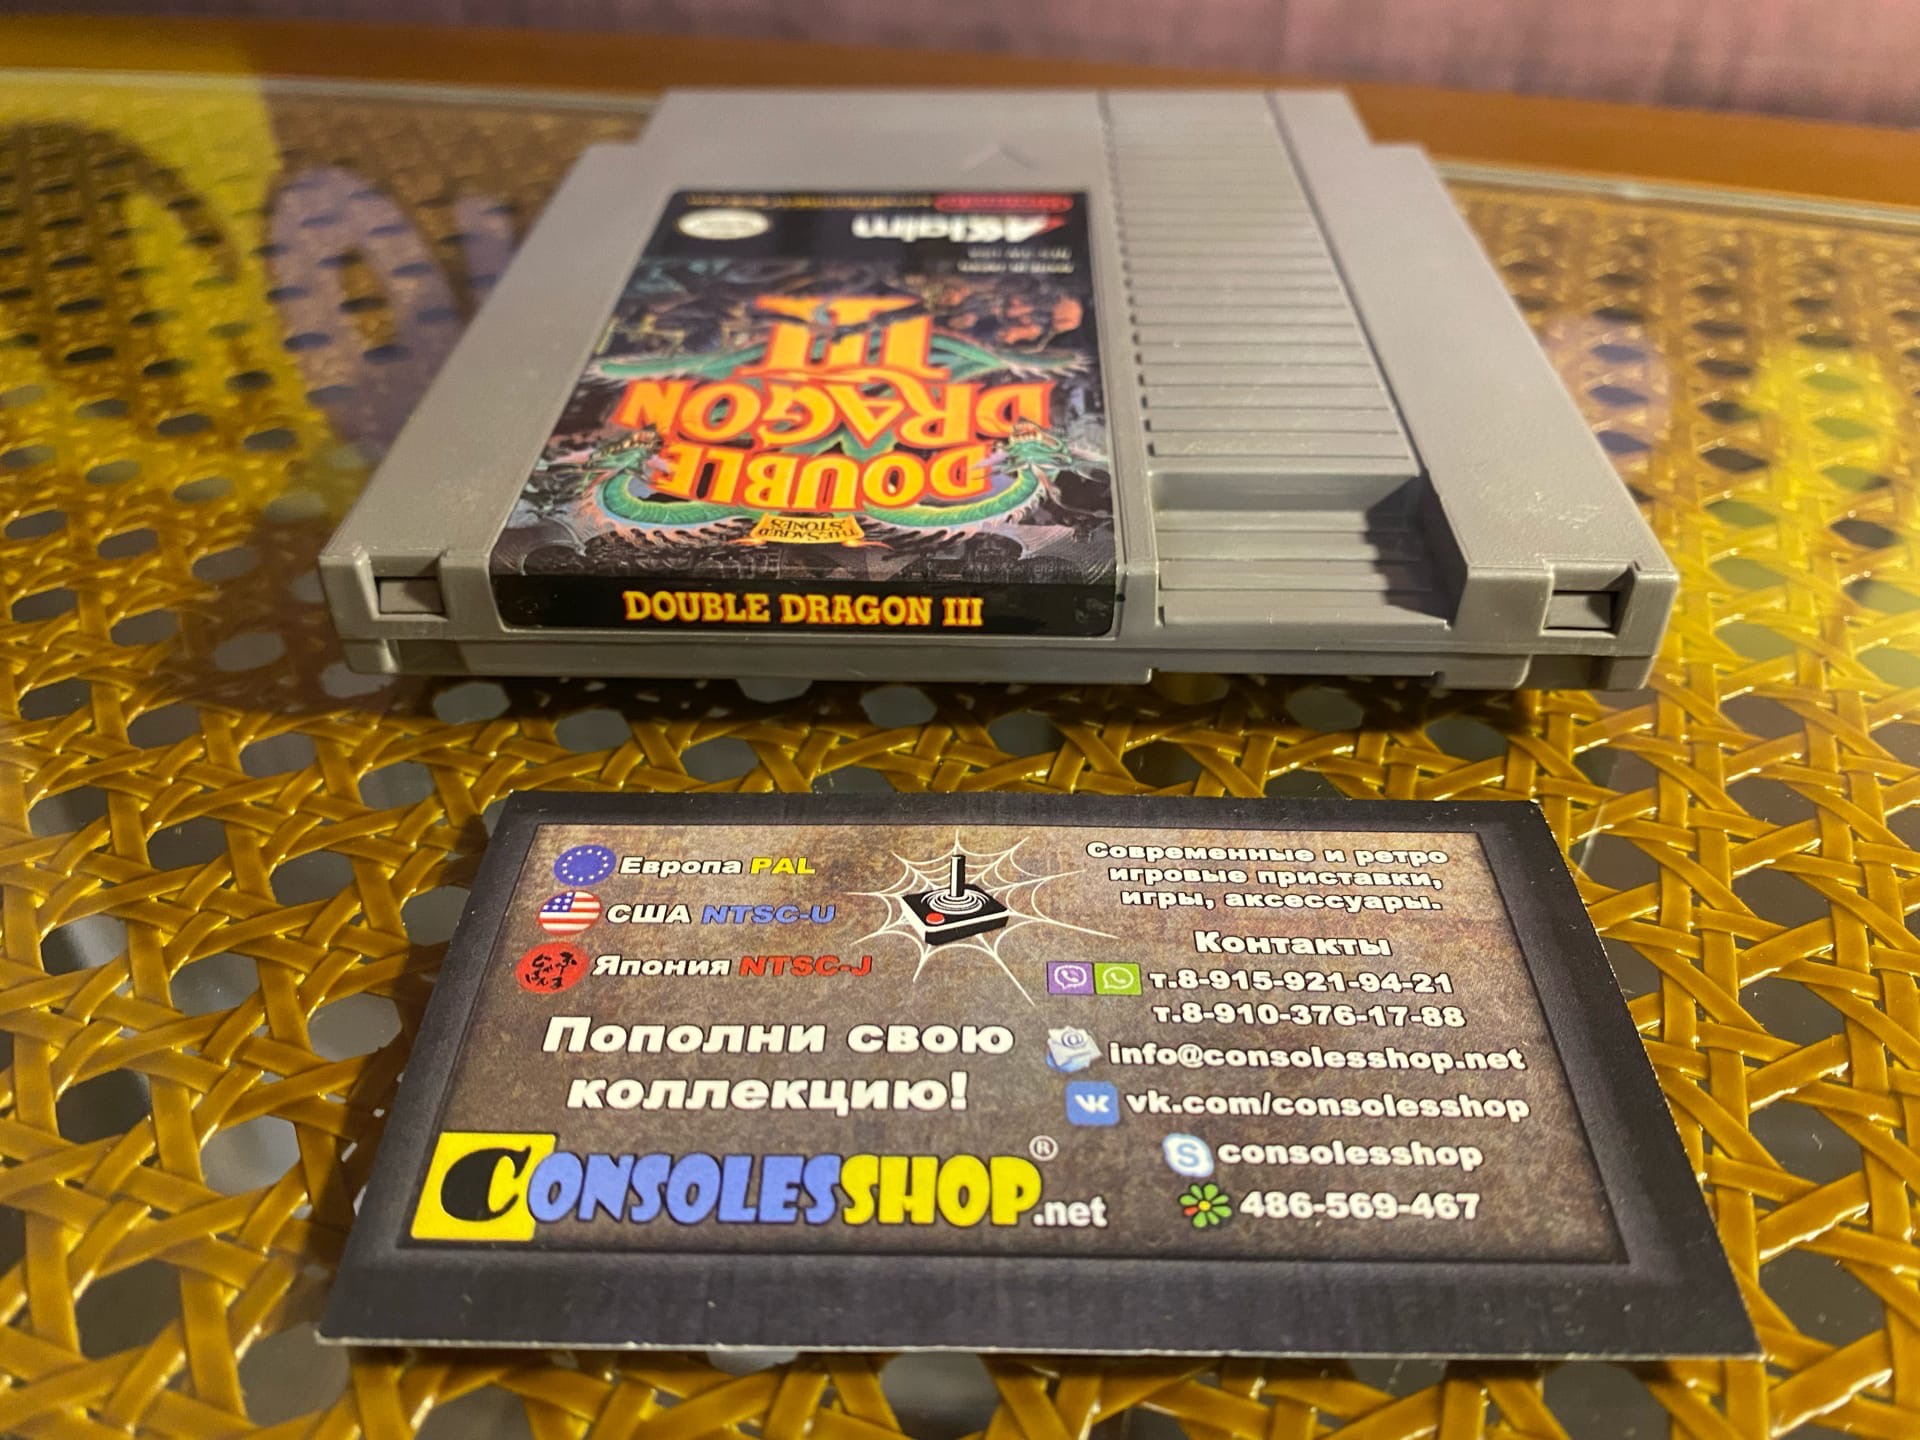 Acclaim
DOUBLE
DRAGON
III
THE SACRED
STONES
DOUBLE DRAGON III
Европа PAL
США NTSC-U
Япония NTSC-J
Пополни свою
коллекцию!
CONSOLESSHOP.net ®
Современные и ретро
игровые приставки,
игры, аксессуары.
Контакты
т.8-915-921-94-21
т.8-910-376-17-88
info@consolesshop.net
vk.com/consolesshop
consolesshop
486-569-467